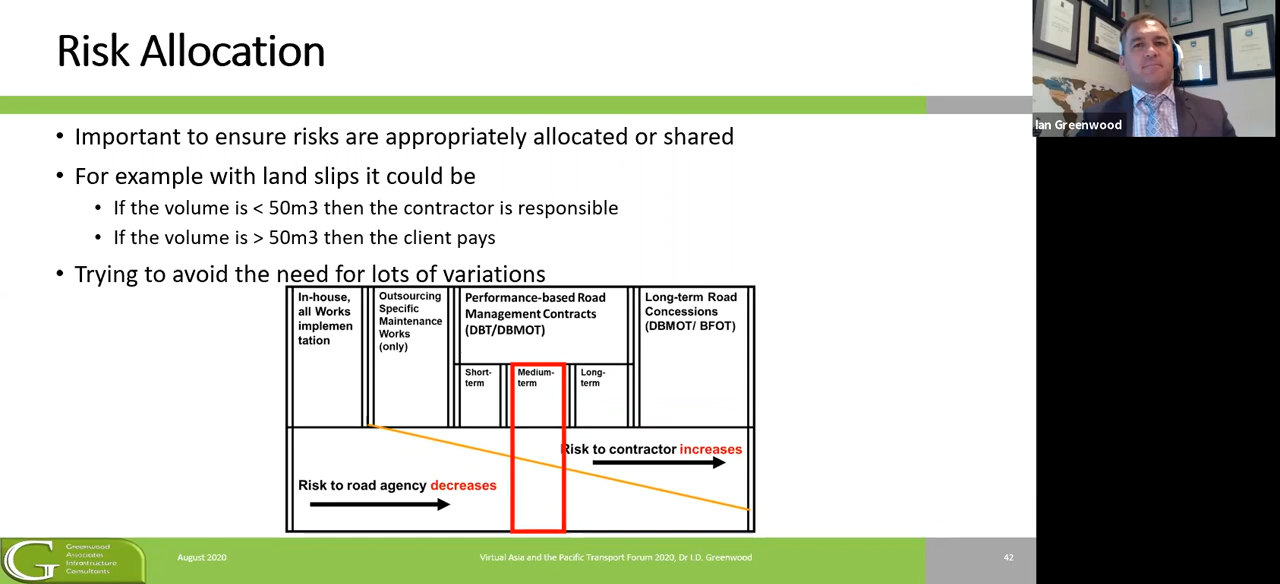 Risk Allocation
• Important to ensure risks are appropriately allocated or shared
• For example with land slips it could be
• If the volume is < 50m3 then the contractor is responsible
• If the volume is > 50m3 then the client pays
• Trying to avoid the need for lots of variations
In-house,
all Works
implemen
tation
Outsourcing
Specific
Maintenance
Works
(only)
Performance-based Road
Management Contracts
(DBT/DBMOT)
Short-
term
Medium-
term
Long-
term
Long-term Road
Concessions
(DBMOT/ BFOT)
Risk to contractor increases
Risk to road agency decreases
Greenwood
Associates
Infrastructure
Consultants
August 2020
Virtual Asia and the Pacific Transport Forum 2020, Dr I.D. Greenwood
42
Ian Greenwood